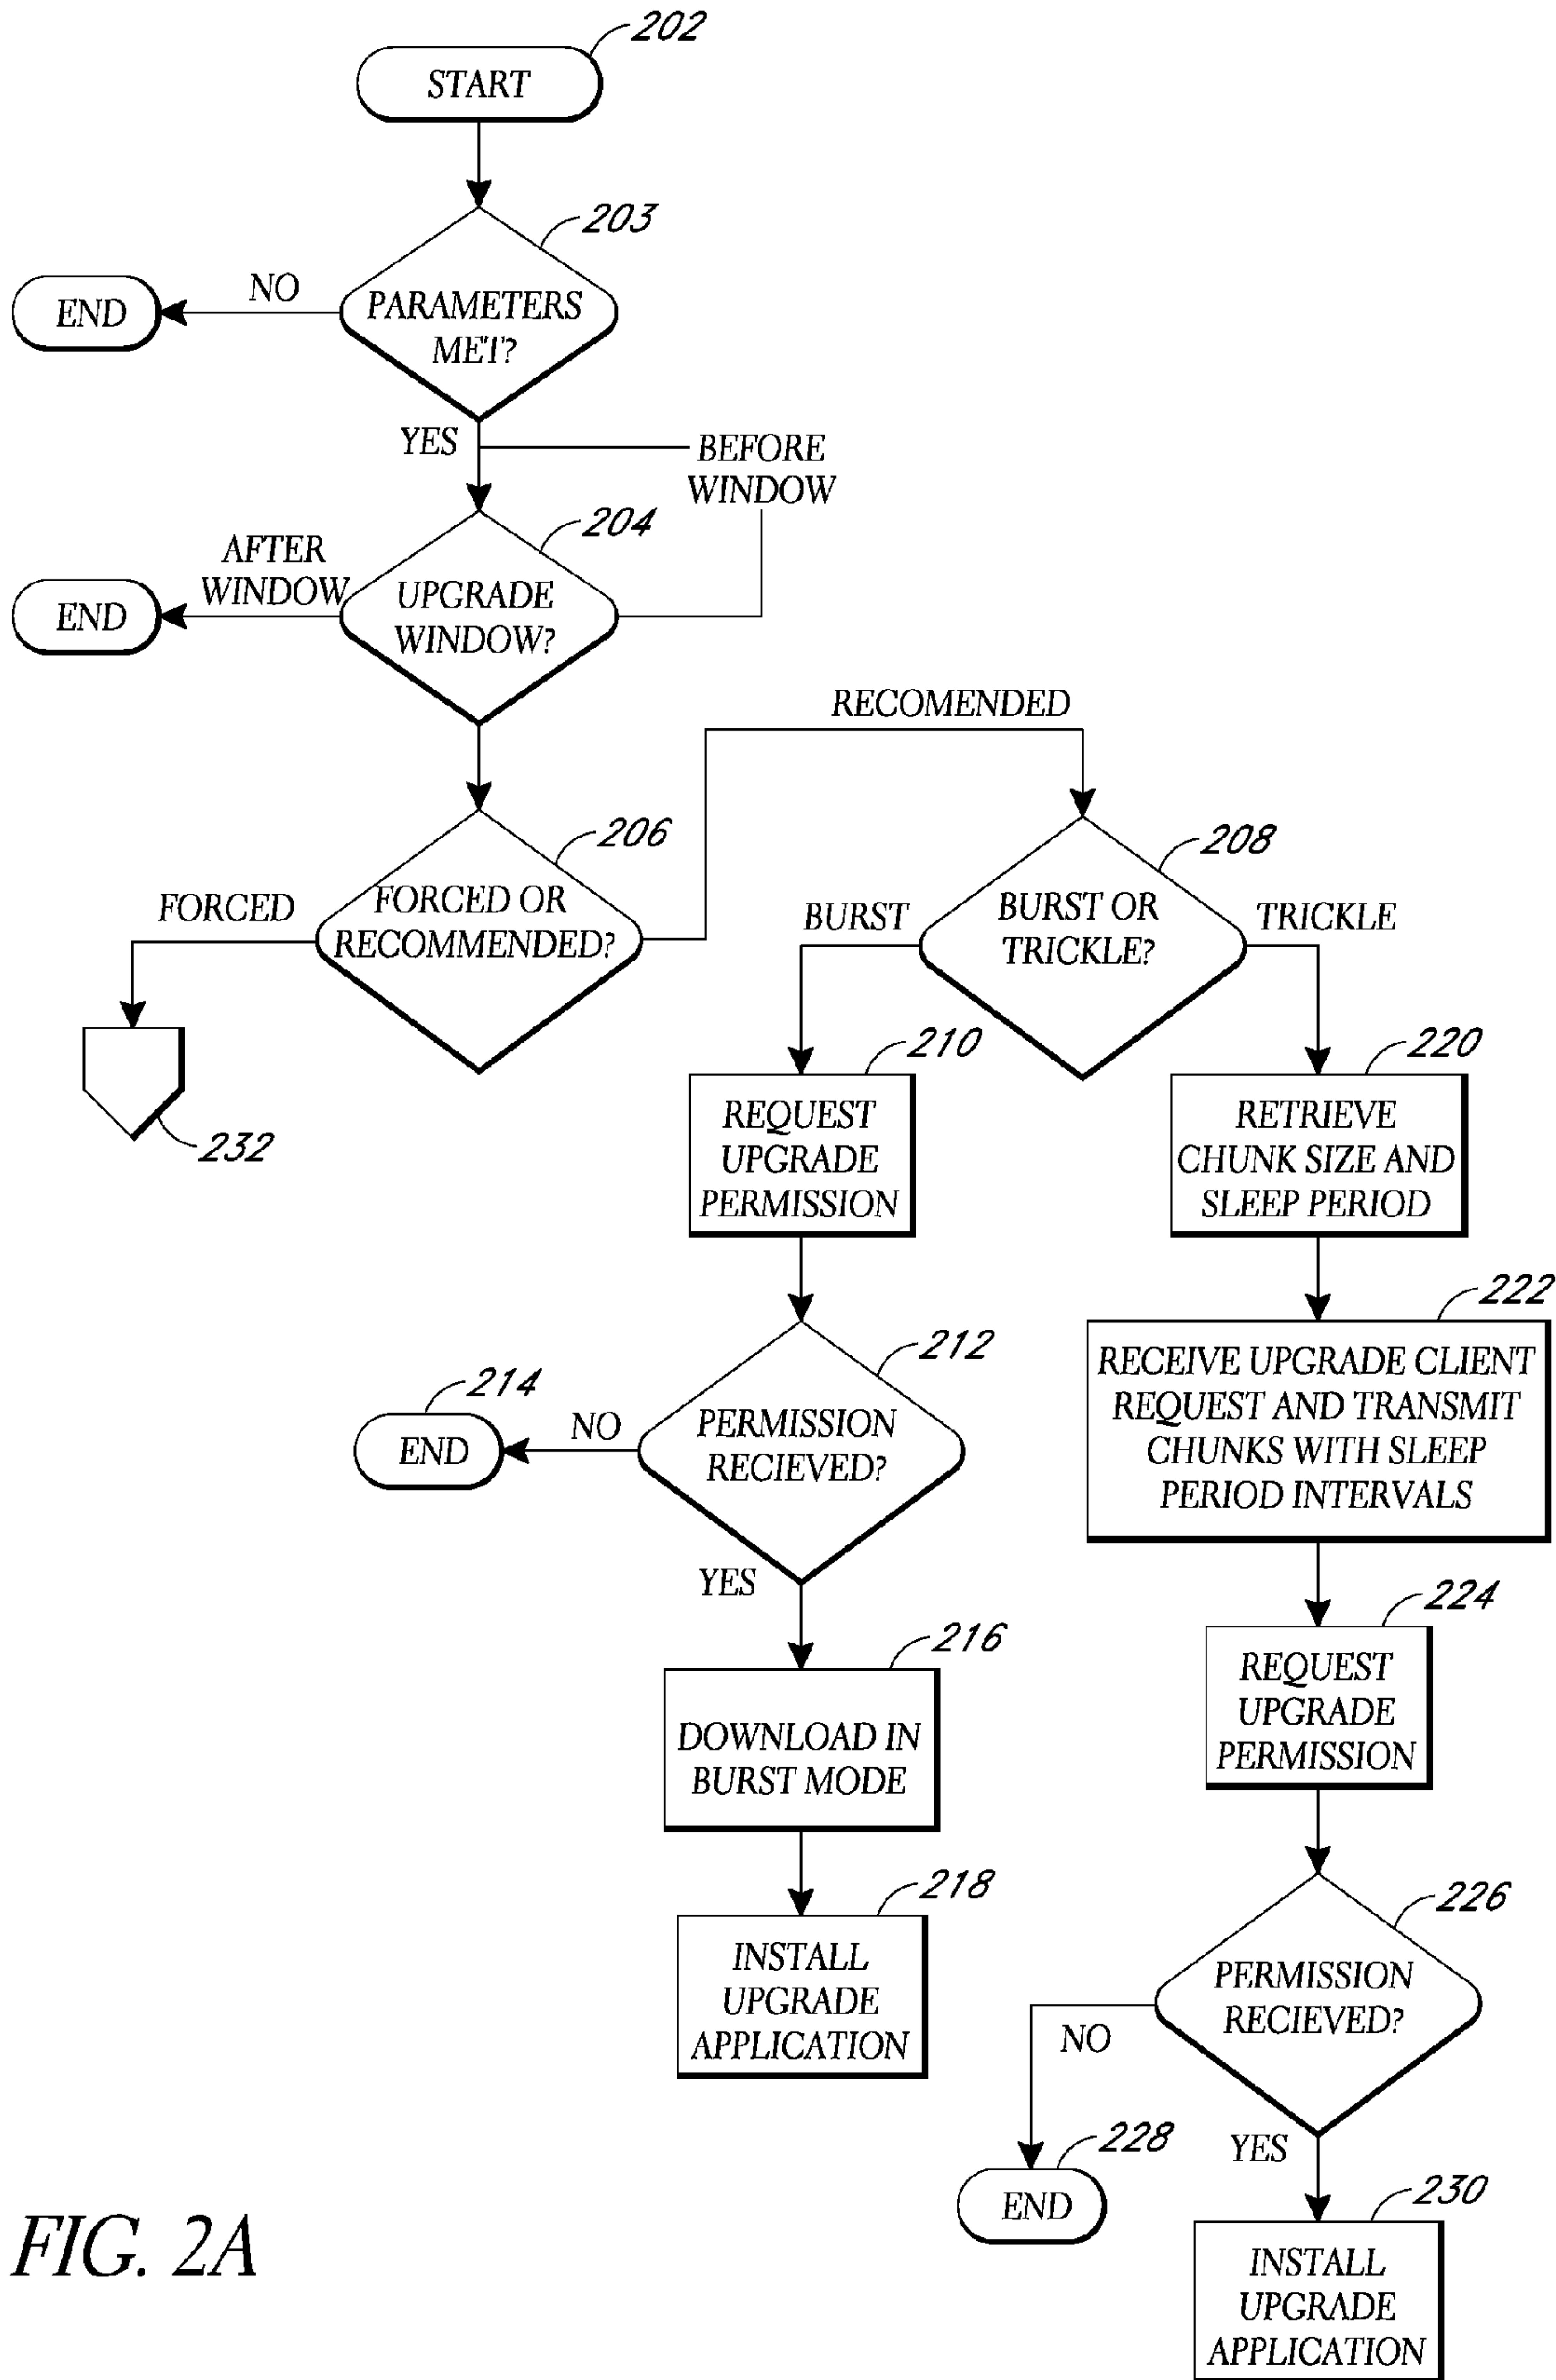 202
START
203
PARAMETERS
MET?
NO
END
YES
BEFORE
WINDOW
204
UPGRADE
WINDOW?
AFTER
WINDOW
END
RECOMENDED
206
FORCED OR
RECOMMENDED?
FORCED
232
208
BURST OR
TRICKLE?
BURST
TRICKLE
210
REQUEST
UPGRADE
PERMISSION
220
RETRIEVE
CHUNK SIZE AND
SLEEP PERIOD
222
RECEIVE UPGRADE CLIENT
REQUEST AND TRANSMIT
CHUNKS WITH SLEEP
PERIOD INTERVALS
212
PERMISSION
RECIEVED?
NO
214
END
YES
216
DOWNLOAD IN
BURST MODE
218
INSTALL
UPGRADE
APPLICATION
224
REQUEST
UPGRADE
PERMISSION
226
PERMISSION
RECIEVED?
NO
228
END
YES
230
INSTALL
UPGRADE
APPLICATION
FIG. 2A